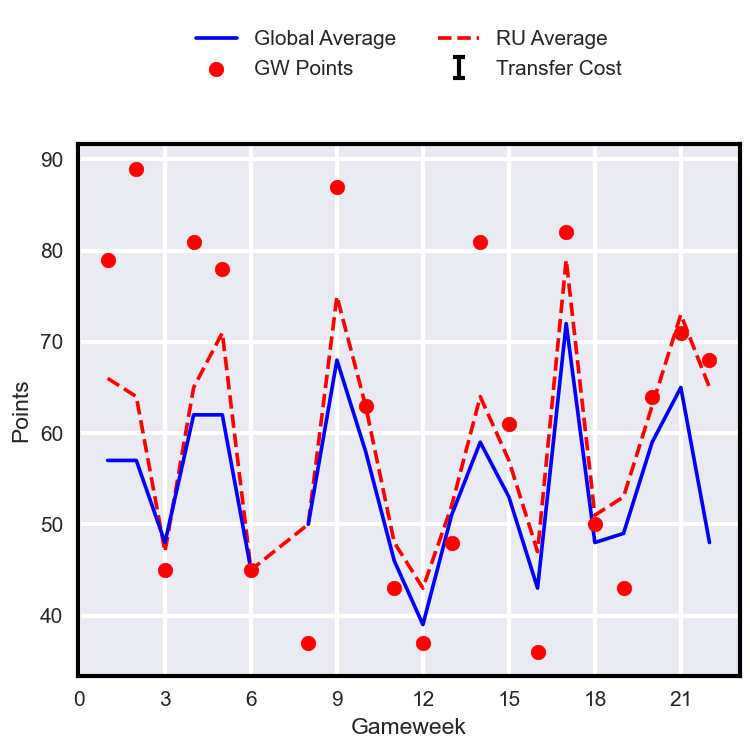 Global Average
RU Average
GW Points
Transfer Cost
90
80
70
60
50
40
Points
0 3 6 9 12 15 18 21
Gameweek